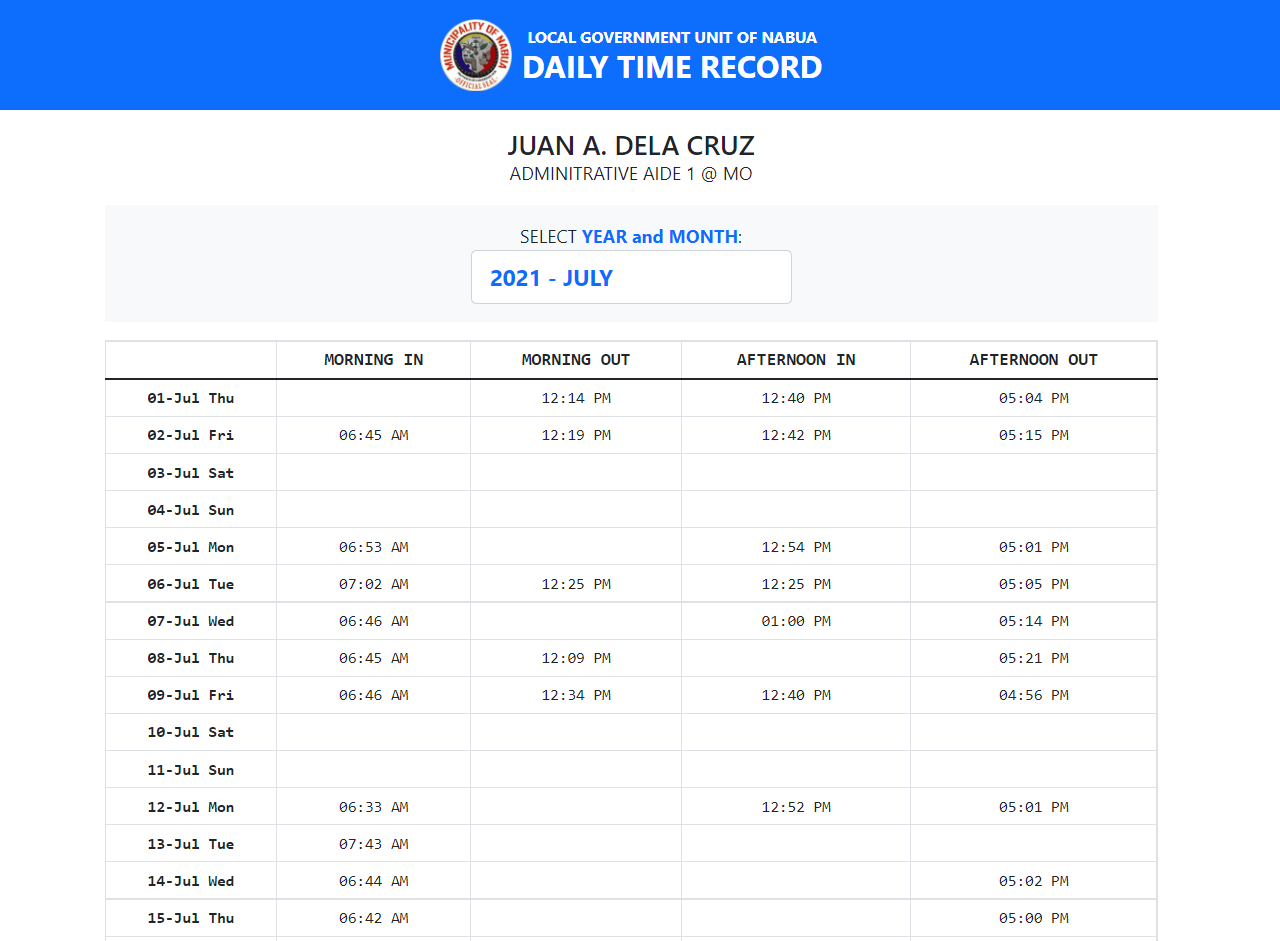 MUNICIPALITY OF NABUA
OFFICIAL SEAL
LOCAL GOVERNMENT UNIT OF NABUA
DAILY TIME RECORD
JUAN A. DELA CRUZ
ADMINITRATIVE AIDE 1 @ MO
SELECT YEAR and MONTH:
2021 - JULY
MORNING IN MORNING OUT AFTERNOON IN AFTERNOON OUT
01-Jul Thu 12:14 PM 12:40 PM 05:04 PM
02-Jul Fri 06:45 AM 12:19 PM 12:42 PM 05:15 PM
03-Jul Sat
04-Jul Sun
05-Jul Mon 06:53 AM 12:54 PM 05:01 PM
06-Jul Tue 07:02 AM 12:25 PM 12:25 PM 05:05 PM
07-Jul Wed 06:46 AM 01:00 PM 05:14 PM
08-Jul Thu 06:45 AM 12:09 PM 05:21 PM
09-Jul Fri 06:46 AM 12:34 PM 12:40 PM 04:56 PM
10-Jul Sat
11-Jul Sun
12-Jul Mon 06:33 AM 12:52 PM 05:01 PM
13-Jul Tue 07:43 AM
14-Jul Wed 06:44 AM 05:02 PM
15-Jul Thu 06:42 AM 05:00 PM